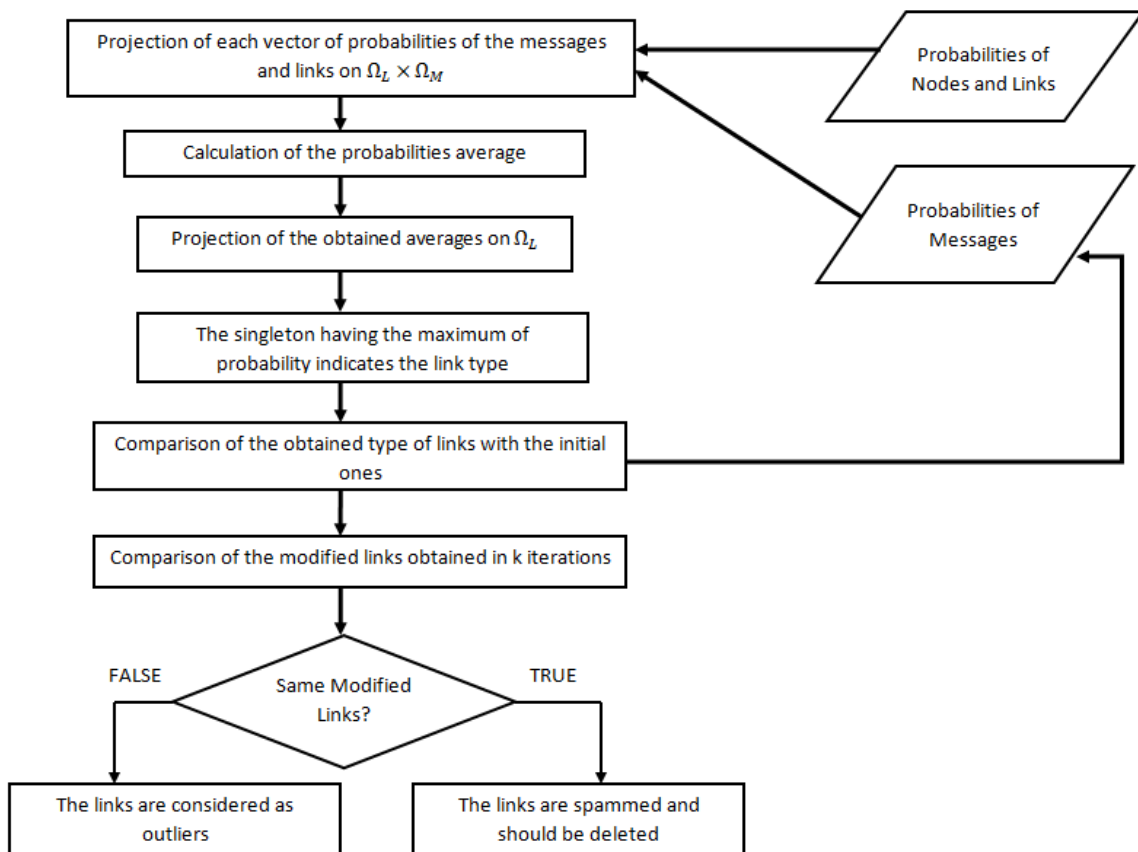 Projection of each vector of probabilities of the messages
and links on Ω_L × Ω_M
Probabilities of
Nodes and Links
Calculation of the probabilities average
Probabilities of
Messages
Projection of the obtained averages on Ω_L
The singleton having the maximum of
probability indicates the link type
Comparison of the obtained type of links with the initial
ones
Comparison of the modified links obtained in k iterations
FALSE
Same Modified
Links?
TRUE
The links are considered as
outliers
The links are spammed and
should be deleted